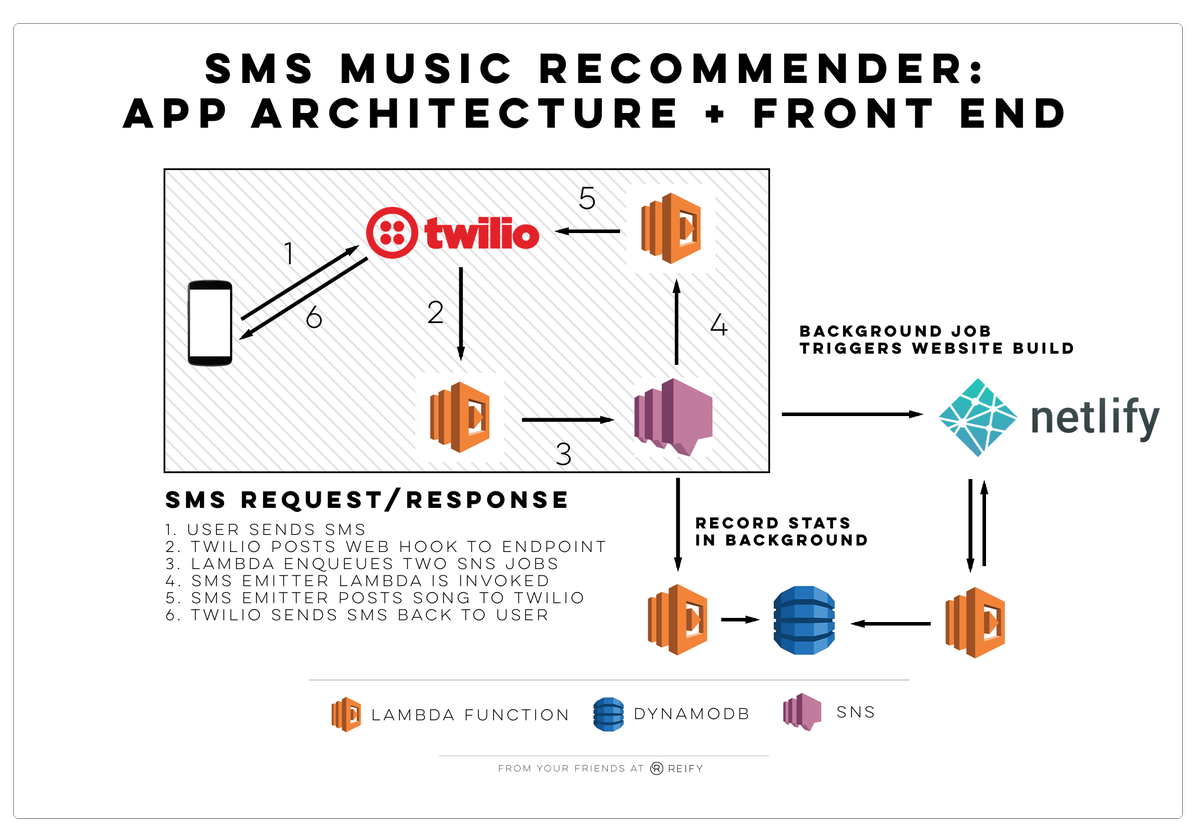 SMS MUSIC RECOMMENDER:
APP ARCHITECTURE + FRONT END
5
twilio
1
6
2
4
3
BACKGROUND JOB
TRIGGERS WEBSITE BUILD
netlify
SMS REQUEST/RESPONSE
1. USER SENDS SMS
2. TWILIO POSTS WEB HOOK TO ENDPOINT
3. LAMBDA ENQUEUES TWO SNS JOBS
4. SMS EMITTER LAMBDA IS INVOKED
5. SMS EMITTER POSTS SONG TO TWILIO
6. TWILIO SENDS SMS BACK TO USER
RECORD STATS
IN BACKGROUND
LAMBDA FUNCTION
DYNAMODB
SNS
FROM YOUR FRIENDS AT R REIFY